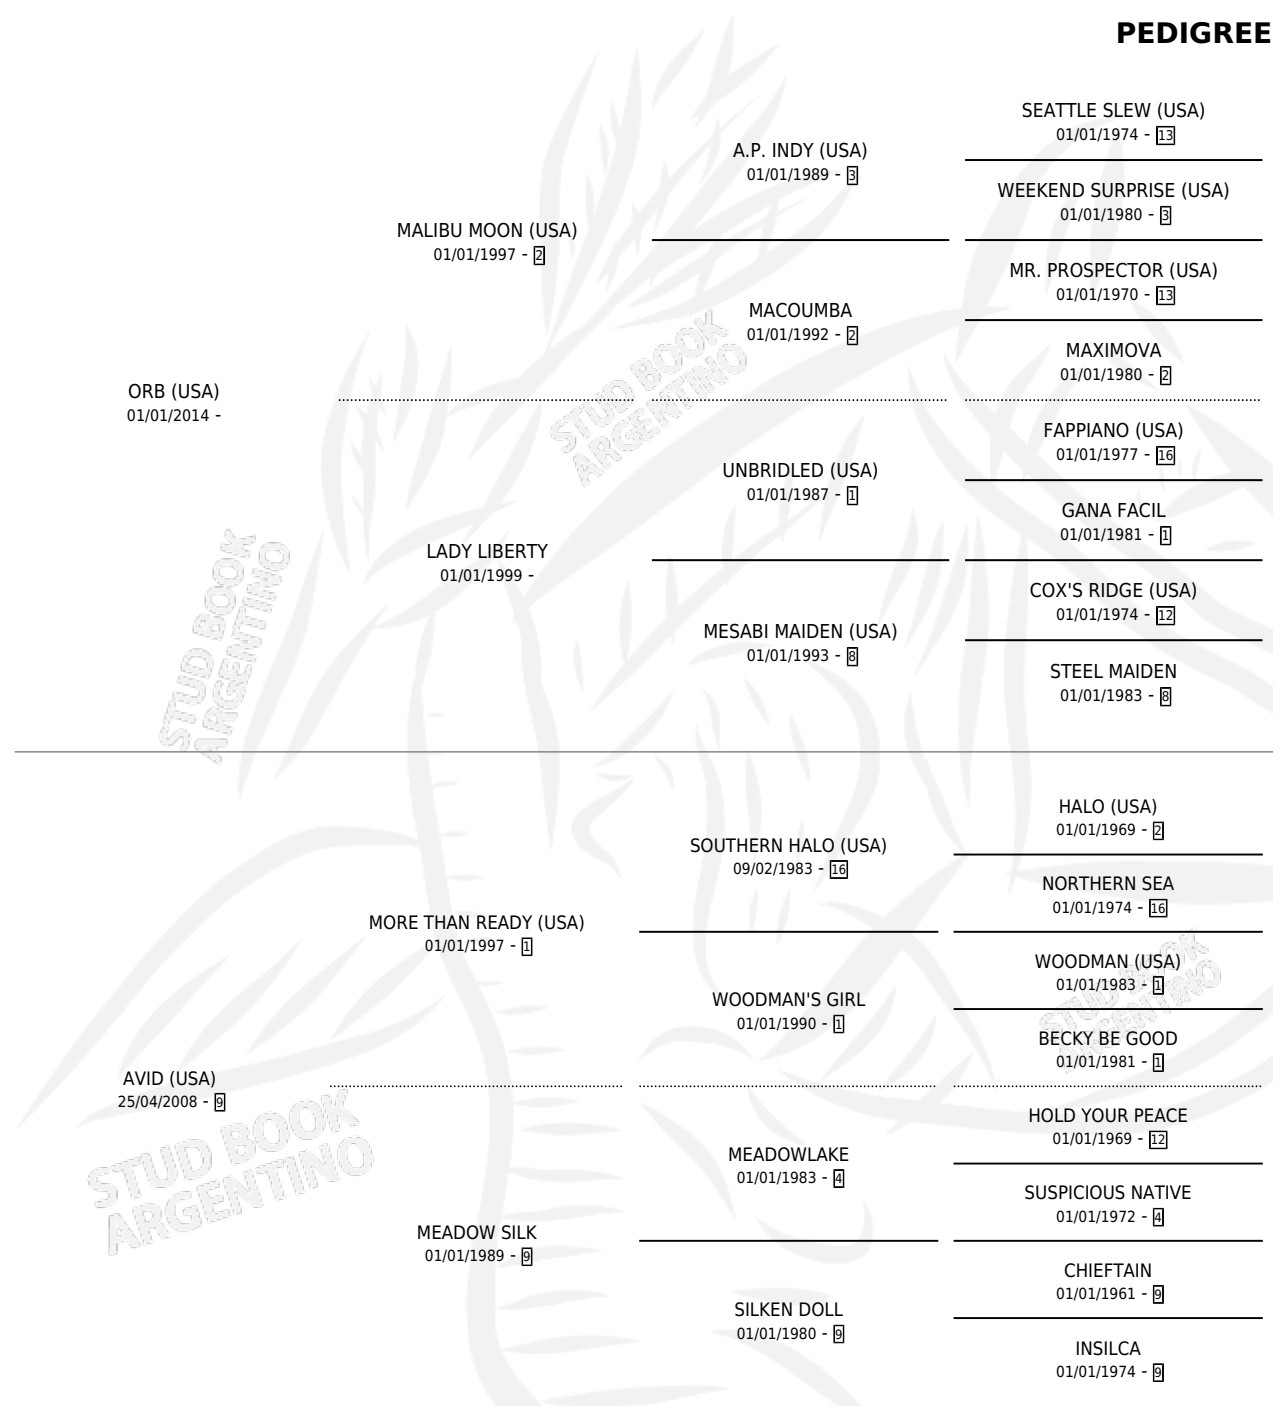 PEDIGREE
SEATTLE SLEW (USA)
01/01/1974 - 13
A.P. INDY (USA)
01/01/1989 - 3
WEEKEND SURPRISE (USA)
01/01/1980 - 3
MALIBU MOON (USA)
01/01/1997 - 2
MR. PROSPECTOR (USA)
01/01/1970 - 13
MACOUMBA
01/01/1992 - 2
MAXIMOVA
01/01/1980 - 2
ORB (USA)
01/01/2014 -
FAPPIANO (USA)
01/01/1977 - 16
UNBRIDLED (USA)
01/01/1987 - 1
GANA FACIL
01/01/1981 - 1
LADY LIBERTY
01/01/1999 -
COX'S RIDGE (USA)
01/01/1974 - 12
MESABI MAIDEN (USA)
01/01/1993 - 8
STEEL MAIDEN
01/01/1983 - 8
HALO (USA)
01/01/1969 - 2
SOUTHERN HALO (USA)
09/02/1983 - 16
NORTHERN SEA
01/01/1974 - 16
MORE THAN READY (USA)
01/01/1997 - 1
WOODMAN (USA)
01/01/1983 - 1
WOODMAN'S GIRL
01/01/1990 - 1
BECKY BE GOOD
01/01/1981 - 1
AVID (USA)
25/04/2008 - 9
HOLD YOUR PEACE
01/01/1969 - 12
MEADOWLAKE
01/01/1983 - 4
SUSPICIOUS NATIVE
01/01/1972 - 4
MEADOW SILK
01/01/1989 - 9
CHIEFTAIN
01/01/1961 - 9
SILKEN DOLL
01/01/1980 - 9
INSILCA
01/01/1974 - 9
STUD BOOK
ARGENTINO
STUD BOOK
ARGENTINO
STUD BOOK
ARGENTINO
STUD BOOK
ARGENTINO